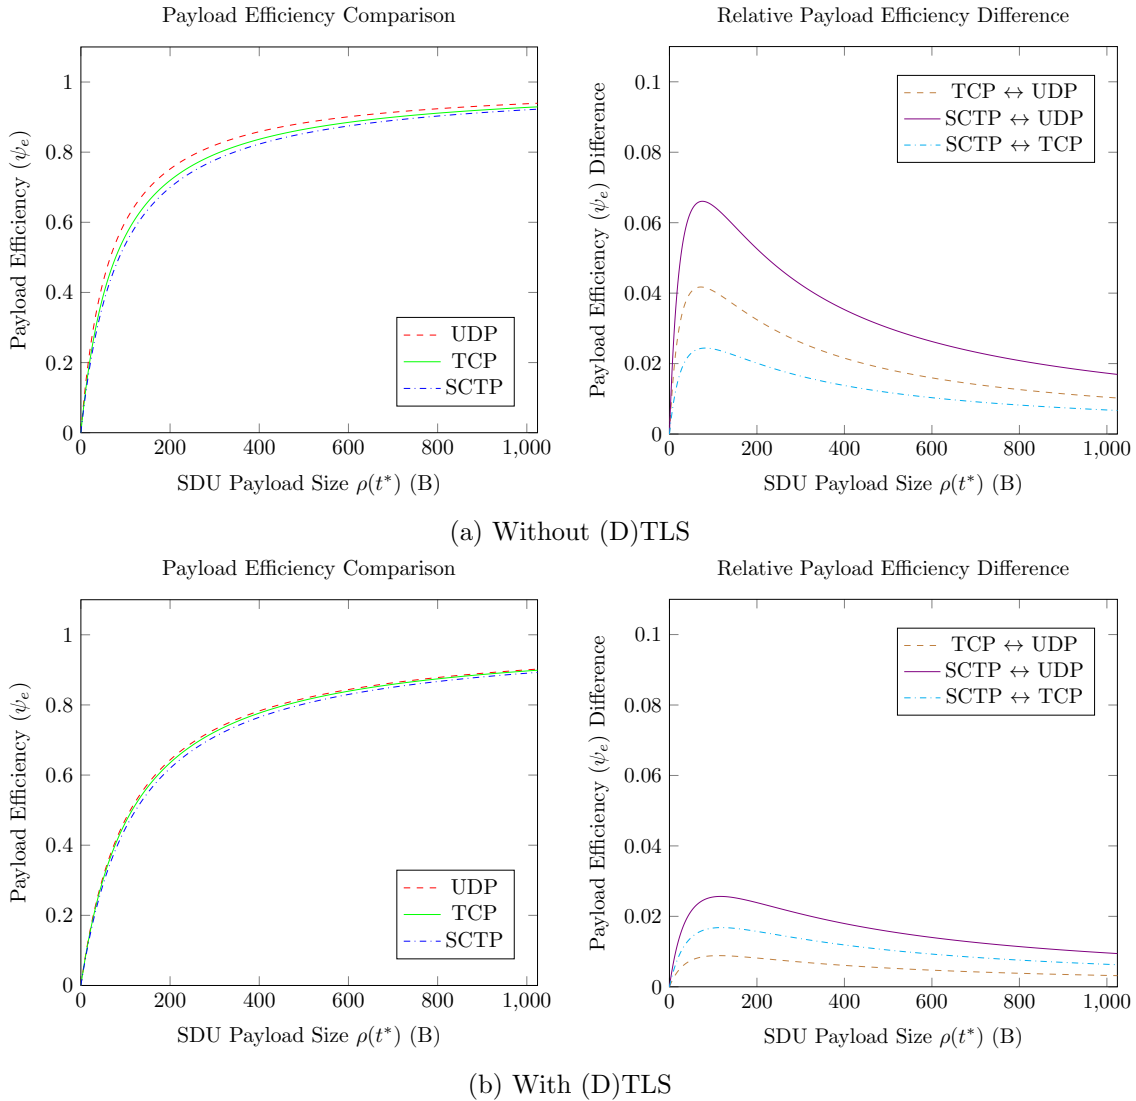 Payload Efficiency Comparison
Payload Efficiency (ψ_e)
1
0.8
0.6
0.4
0.2
0
0 200 400 600 800 1,000
SDU Payload Size ρ(t*) (B)
UDP
TCP
SCTP
Relative Payload Efficiency Difference
Payload Efficiency (ψ_e) Difference
0.1
0.08
0.06
0.04
0.02
0
0 200 400 600 800 1,000
SDU Payload Size ρ(t*) (B)
TCP ↔ UDP
SCTP ↔ UDP
SCTP ↔ TCP
(a) Without (D)TLS
Payload Efficiency Comparison
Payload Efficiency (ψ_e)
1
0.8
0.6
0.4
0.2
0
0 200 400 600 800 1,000
SDU Payload Size ρ(t*) (B)
UDP
TCP
SCTP
Relative Payload Efficiency Difference
Payload Efficiency (ψ_e) Difference
0.1
0.08
0.06
0.04
0.02
0
0 200 400 600 800 1,000
SDU Payload Size ρ(t*) (B)
TCP ↔ UDP
SCTP ↔ UDP
SCTP ↔ TCP
(b) With (D)TLS